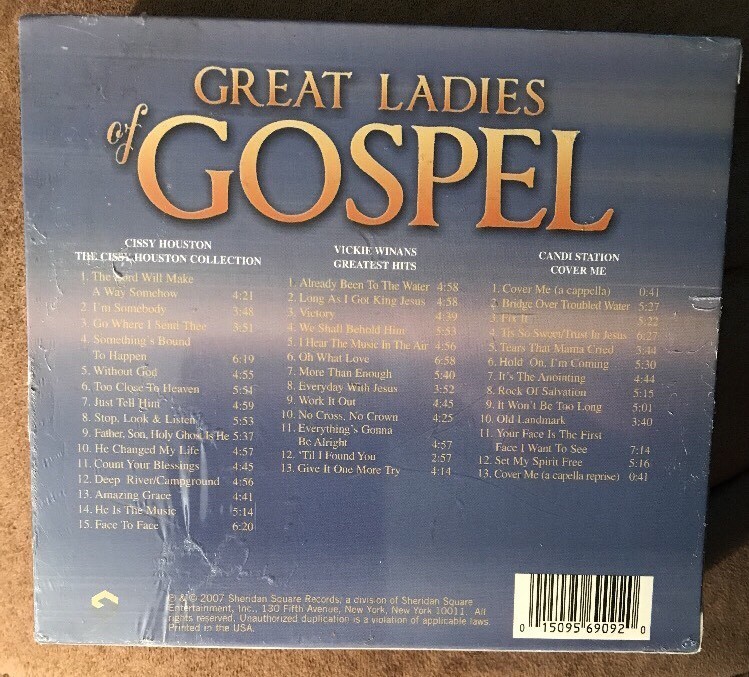 GREAT LADIES
of GOSPEL
CISSY HOUSTON
THE CISSY HOUSTON COLLECTION
1. The Lord Will Make
A Way Somehow 4:21
2. I'm Somebody 3:48
3. Go Where I Send Thee 3:51
4. Something's Bound
To Happen 6:19
5. Without God 4:55
6. Too Close To Heaven 5:51
7. Just Tell Him 4:59
8. Stop, Look & Listen 5:53
9. Father, Son, Holy Ghost Is He 5:37
10. He Changed My Life 4:57
11. Count Your Blessings 4:45
12. Deep River/Campground 4:56
13. Amazing Grace 4:41
14. He Is The Music 5:14
15. Face To Face 6:20
VICKIE WINANS
GREATEST HITS
1. Already Been To The Water 4:58
2. Long As I Got King Jesus 4:58
3. Victory 4:39
4. We Shall Behold Him 5:53
5. I Hear The Music In The Air 4:56
6. Oh What Love 6:58
7. More Than Enough 5:40
8. Everyday With Jesus 3:52
9. Work It Out 4:45
10. No Cross, No Crown 4:25
11. Everything's Gonna
Be Alright 4:57
12. 'Til I Found You 2:57
13. Give It One More Try 4:14
CANDI STATION
COVER ME
1. Cover Me (a cappella) 0:41
2. Bridge Over Troubled Water 5:27
3. Fix It 5:22
4. Tis So Sweet/Trust In Jesus 6:27
5. Tears That Mama Cried 3:44
6. Hold On, I'm Coming 5:30
7. It's The Anointing 4:44
8. Rock Of Salvation 5:15
9. It Won't Be Too Long 5:01
10. Old Landmark 3:40
11. Your Face Is The First
Face I Want To See 7:14
12. Set My Spirit Free 5:16
13. Cover Me (a capella reprise) 0:41
℗ & © 2007 Sheridan Square Records, a division of Sheridan Square
Entertainment, Inc., 130 Fifth Avenue, New York, New York 10011. All
rights reserved. Unauthorized duplication is a violation of applicable laws.
Printed in the USA.
0 15095 69092 0